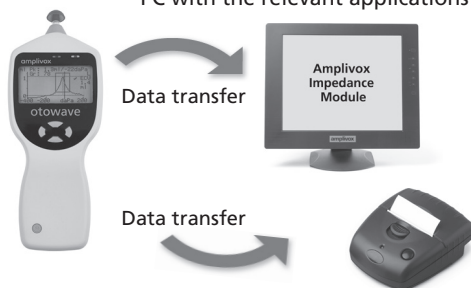 PC with the relevant applications
amplivox
otowave
Data transfer
Amplivox
Impedance
Module
amplivox
Data transfer